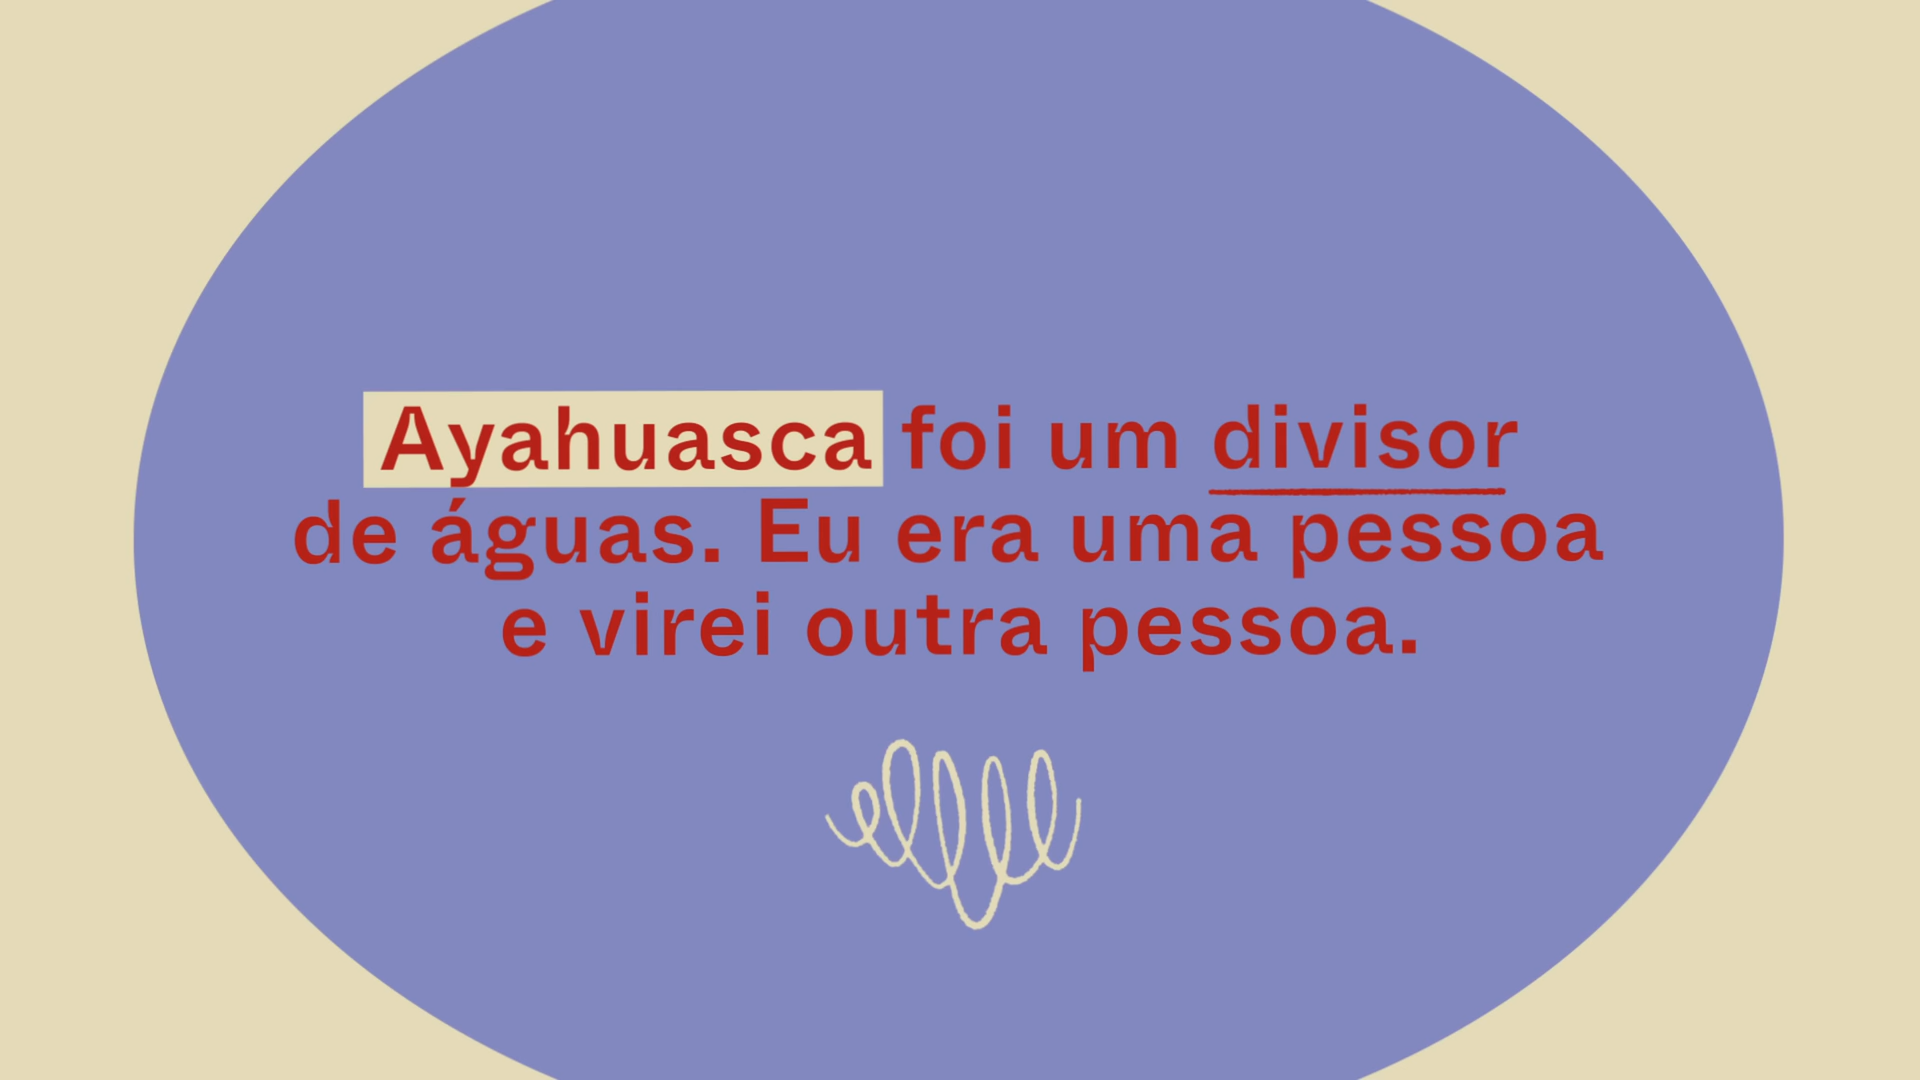 Ayahuasca foi um divisor
de águas. Eu era uma pessoa
e virei outra pessoa.